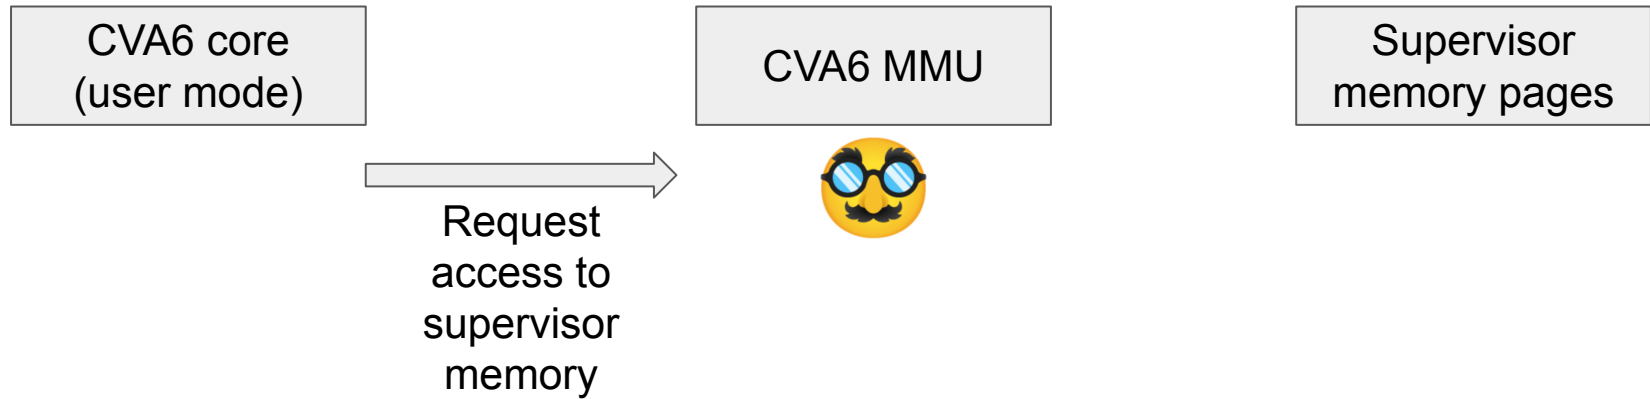 CVA6 core
(user mode)
CVA6 MMU
Supervisor
memory pages
Request
access to
supervisor
memory